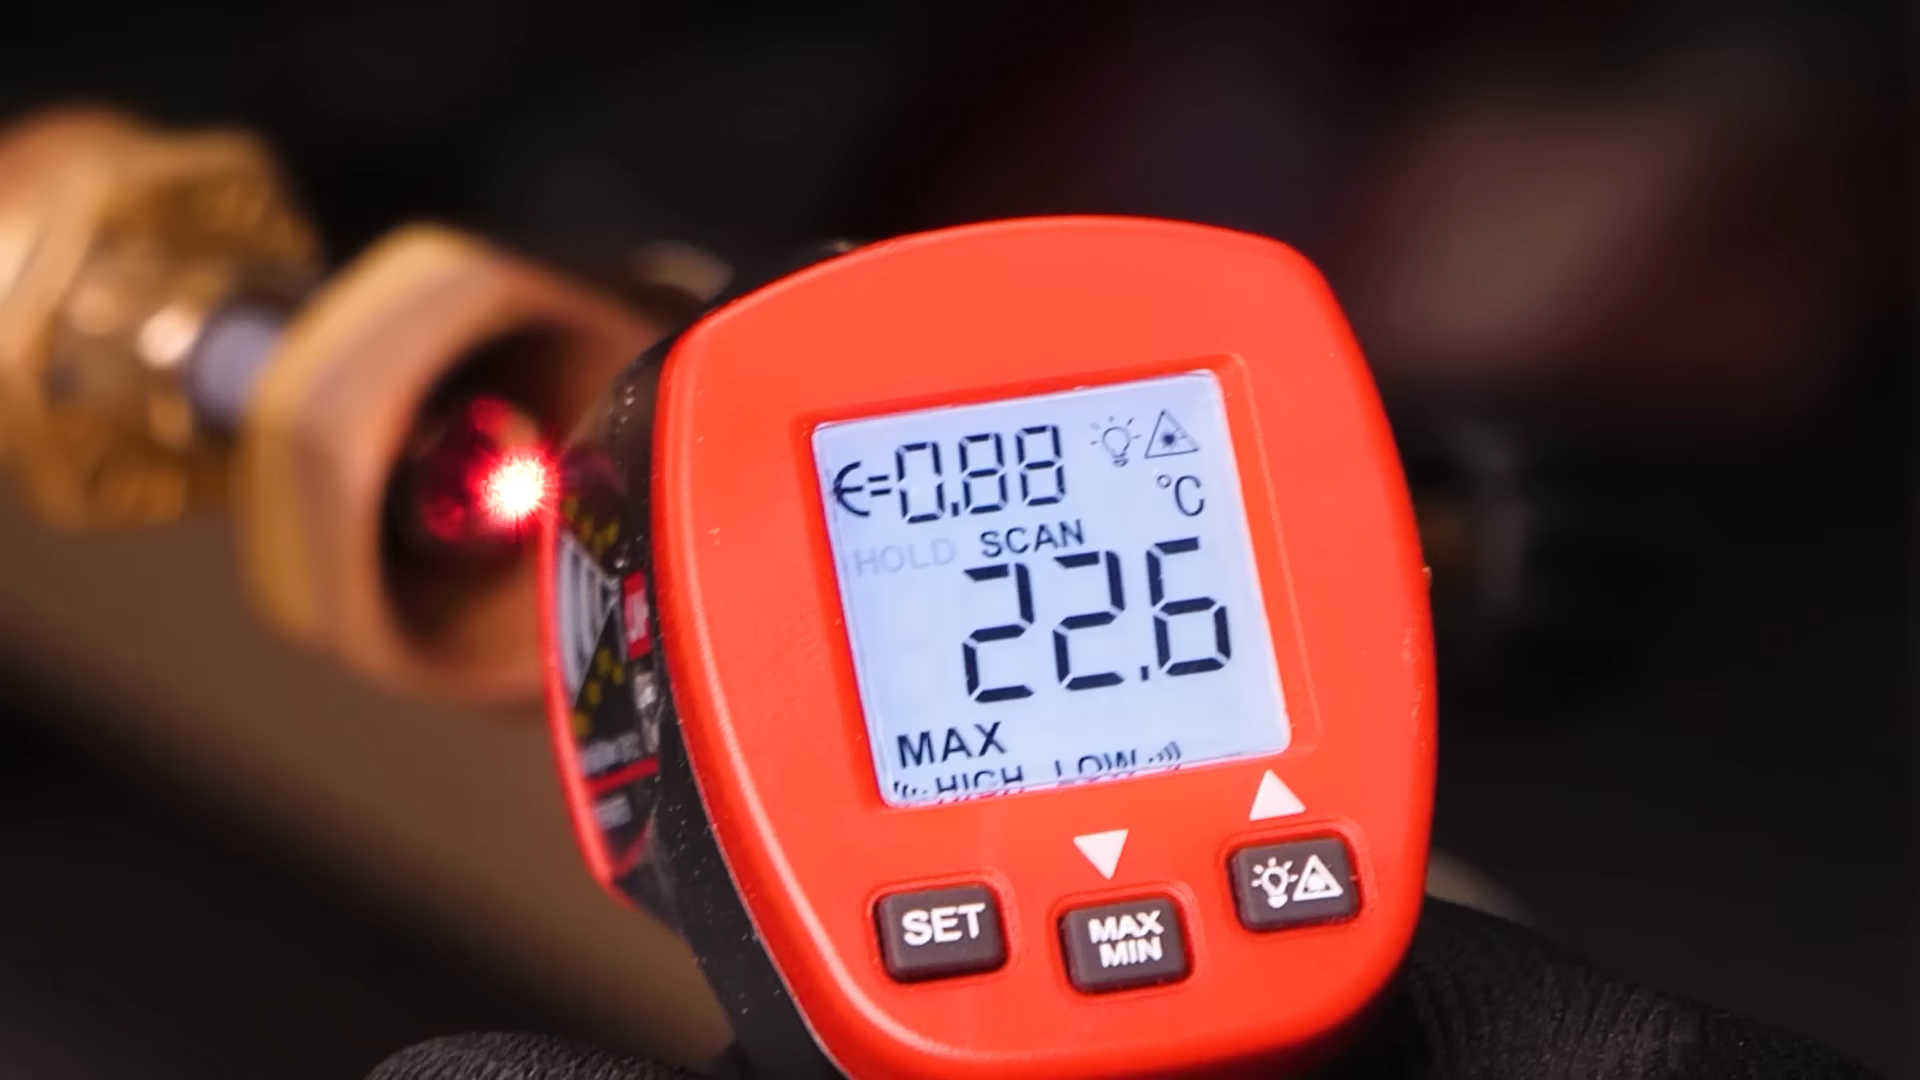 ϵ=0.88
°C
HOLD SCAN
22.6
MAX
HIGH LOW
SET
MAX
MIN